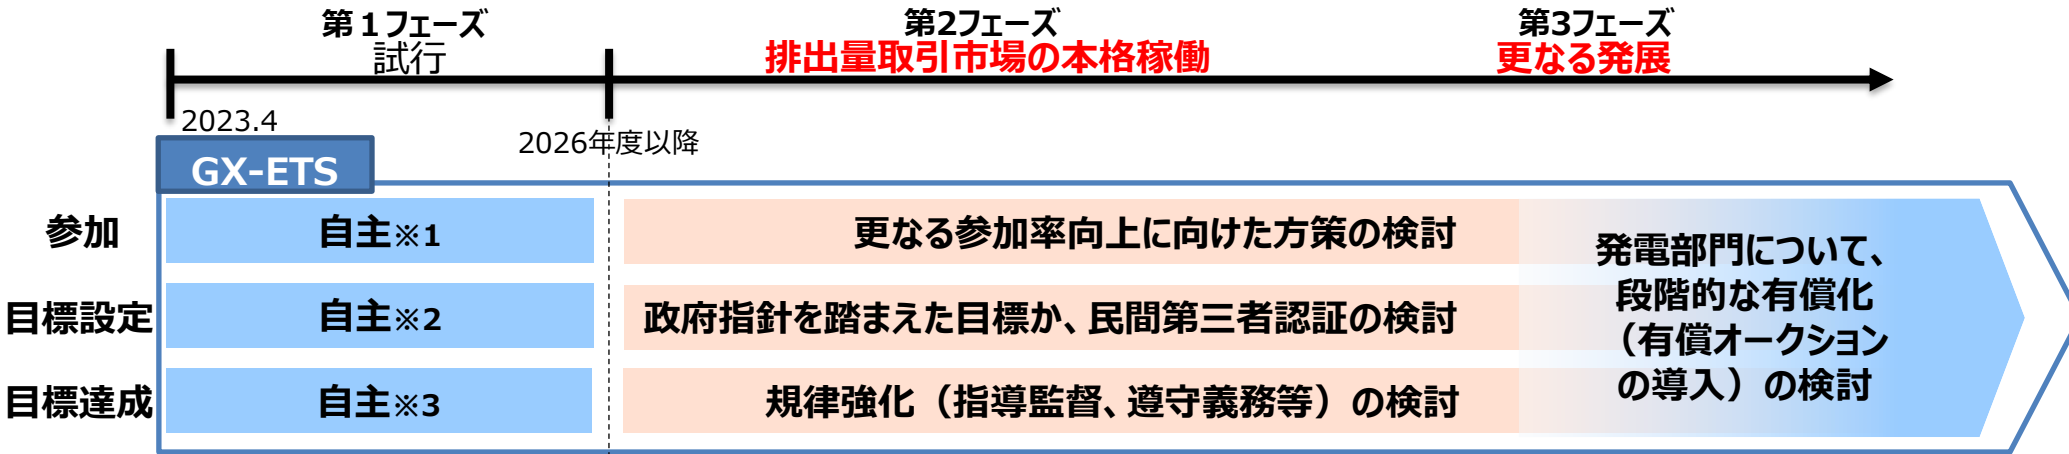 第1フェーズ
試行
第2フェーズ
排出量取引市場の本格稼働
第3フェーズ
更なる発展
2023.4
2026年度以降
GX-ETS
参加
自主※1
更なる参加率向上に向けた方策の検討
目標設定
自主※2
政府指針を踏まえた目標か、民間第三者認証の検討
目標達成
自主※3
規律強化（指導監督、遵守義務等）の検討
発電部門について、
段階的な有償化
（有償オークション
の導入）の検討